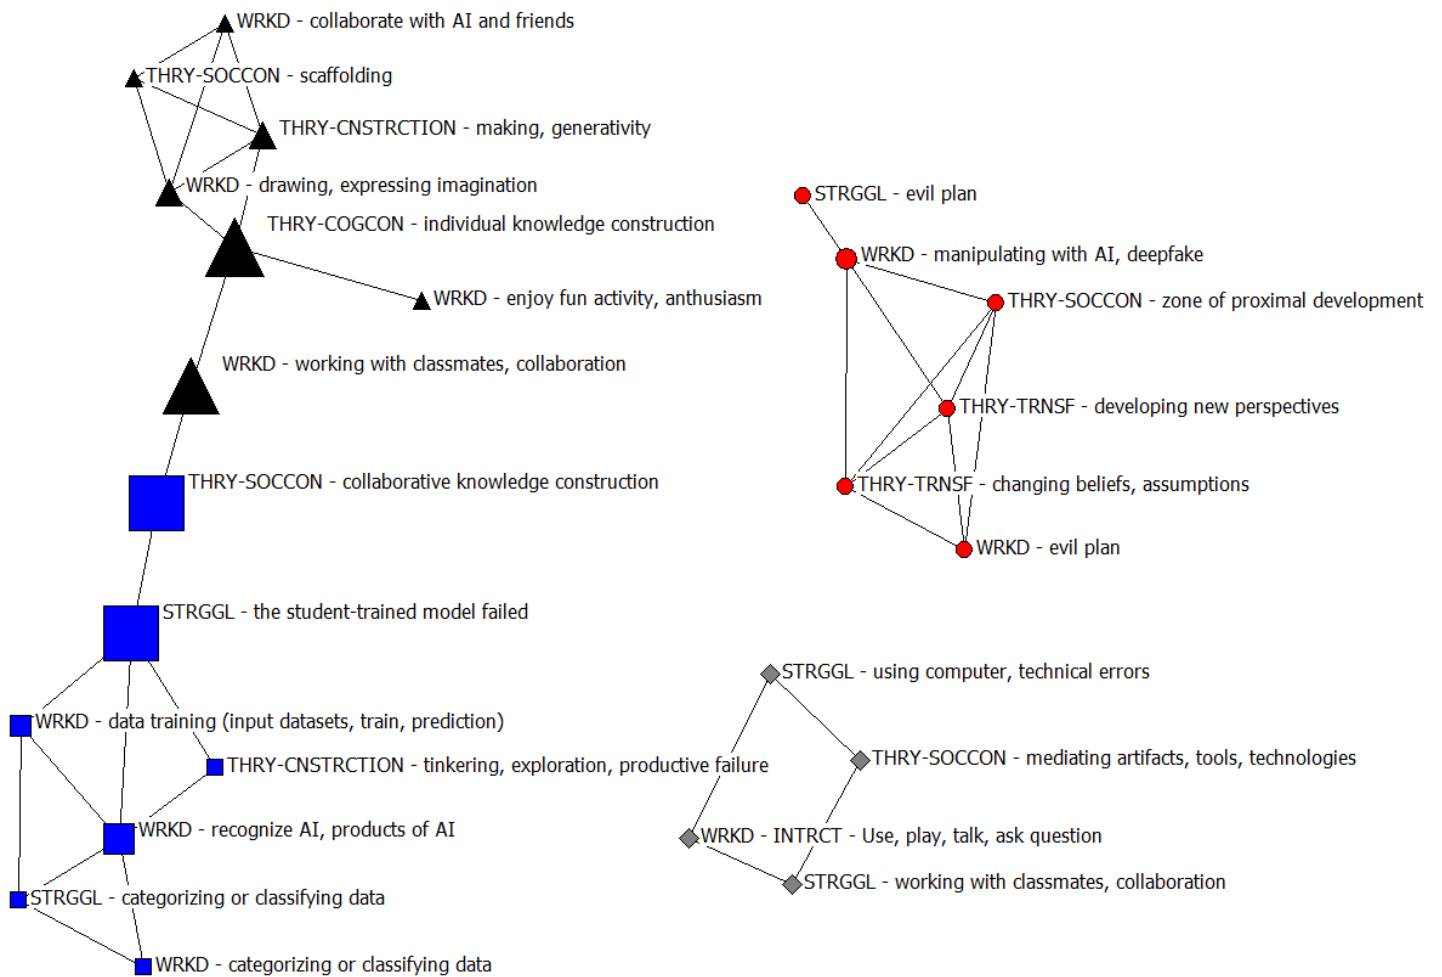 WRKD - collaborate with AI and friends
THRY-SOCCON - scaffolding
THRY-CNSTRCTION - making, generativity
WRKD - drawing, expressing imagination
THRY-COGCON - individual knowledge construction
WRKD - enjoy fun activity, anthusiasm
WRKD - working with classmates, collaboration
THRY-SOCCON - collaborative knowledge construction
STRGGL - the student-trained model failed
WRKD - data training (input datasets, train, prediction)
THRY-CNSTRCTION - tinkering, exploration, productive failure
WRKD - recognize AI, products of AI
STRGGL - categorizing or classifying data
WRKD - categorizing or classifying data
STRGGL - evil plan
WRKD - manipulating with AI, deepfake
THRY-SOCCON - zone of proximal development
THRY-TRNSF - developing new perspectives
THRY-TRNSF - changing beliefs, assumptions
WRKD - evil plan
STRGGL - using computer, technical errors
THRY-SOCCON - mediating artifacts, tools, technologies
WRKD - INTRCT - Use, play, talk, ask question
STRGGL - working with classmates, collaboration